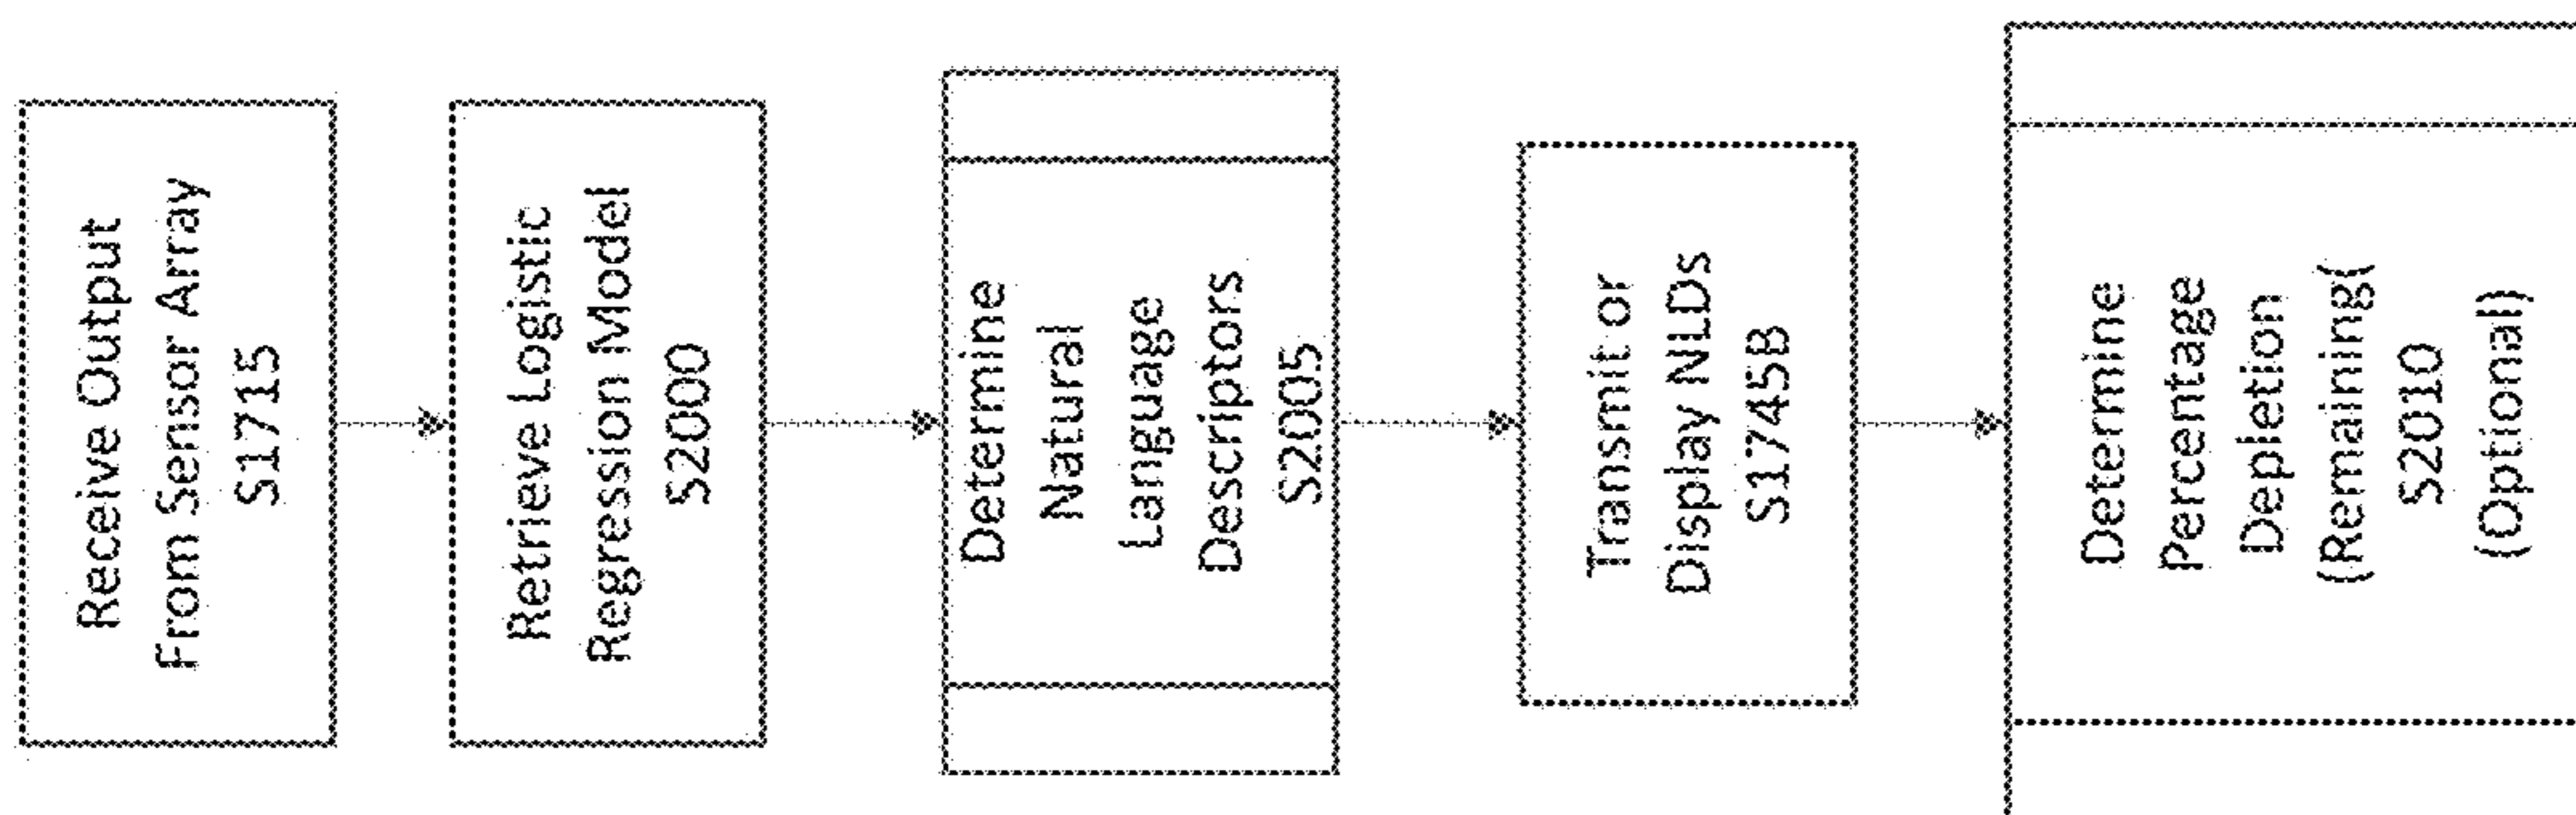 Receive Output
From Sensor Array
S1715
Retrieve Logistic
Regression Model
S2000
Determine
Natural
Language
Descriptors
S2005
Transmit or
Display NLDs
S1745B
Determine
Percentage
Depletion
(Remaining(
S2010
(Optional)